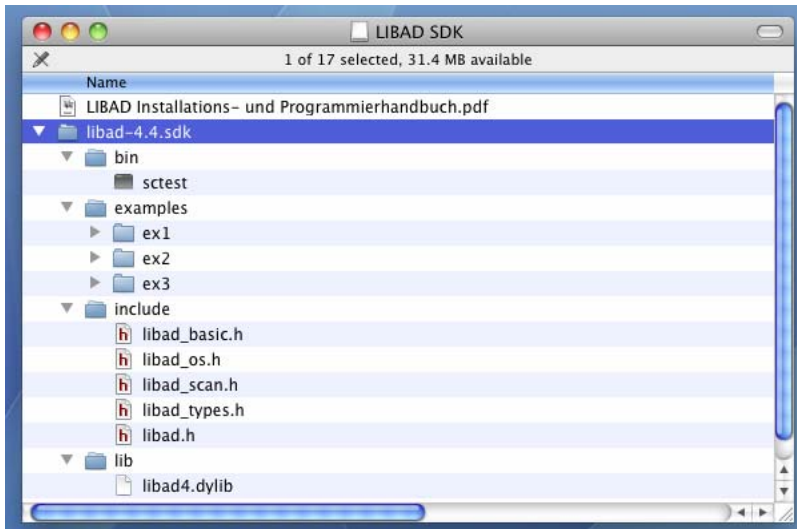 LIBAD SDK
1 of 17 selected, 31.4 MB available
Name
LIBAD Installations- und Programmierhandbuch.pdf
libad-4.4.sdk
bin
sctest
examples
ex1
ex2
ex3
include
libad_basic.h
libad_os.h
libad_scan.h
libad_types.h
libad.h
lib
libad4.dylib